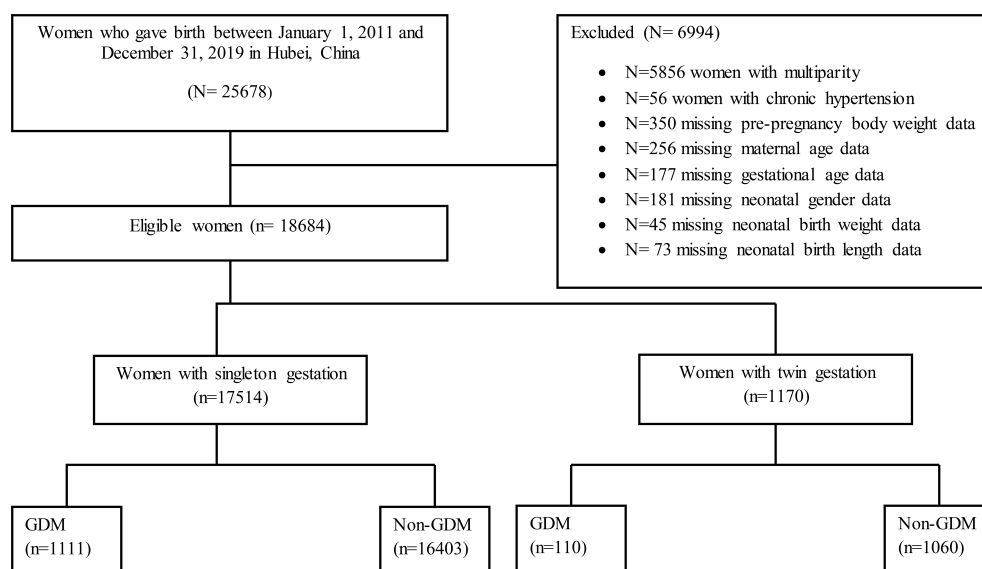 Women who gave birth between January 1, 2011 and
December 31, 2019 in Hubei, China
(N= 25678)
Excluded (N= 6994)
• N=5856 women with multiparity
• N=56 women with chronic hypertension
• N=350 missing pre-pregnancy body weight data
• N=256 missing maternal age data
• N=177 missing gestational age data
• N=181 missing neonatal gender data
• N=45 missing neonatal birth weight data
• N= 73 missing neonatal birth length data
Eligible women (n= 18684)
Women with singleton gestation
(n=17514)
Women with twin gestation
(n=1170)
GDM
(n=1111)
Non-GDM
(n=16403)
GDM
(n=110)
Non-GDM
(n=1060)